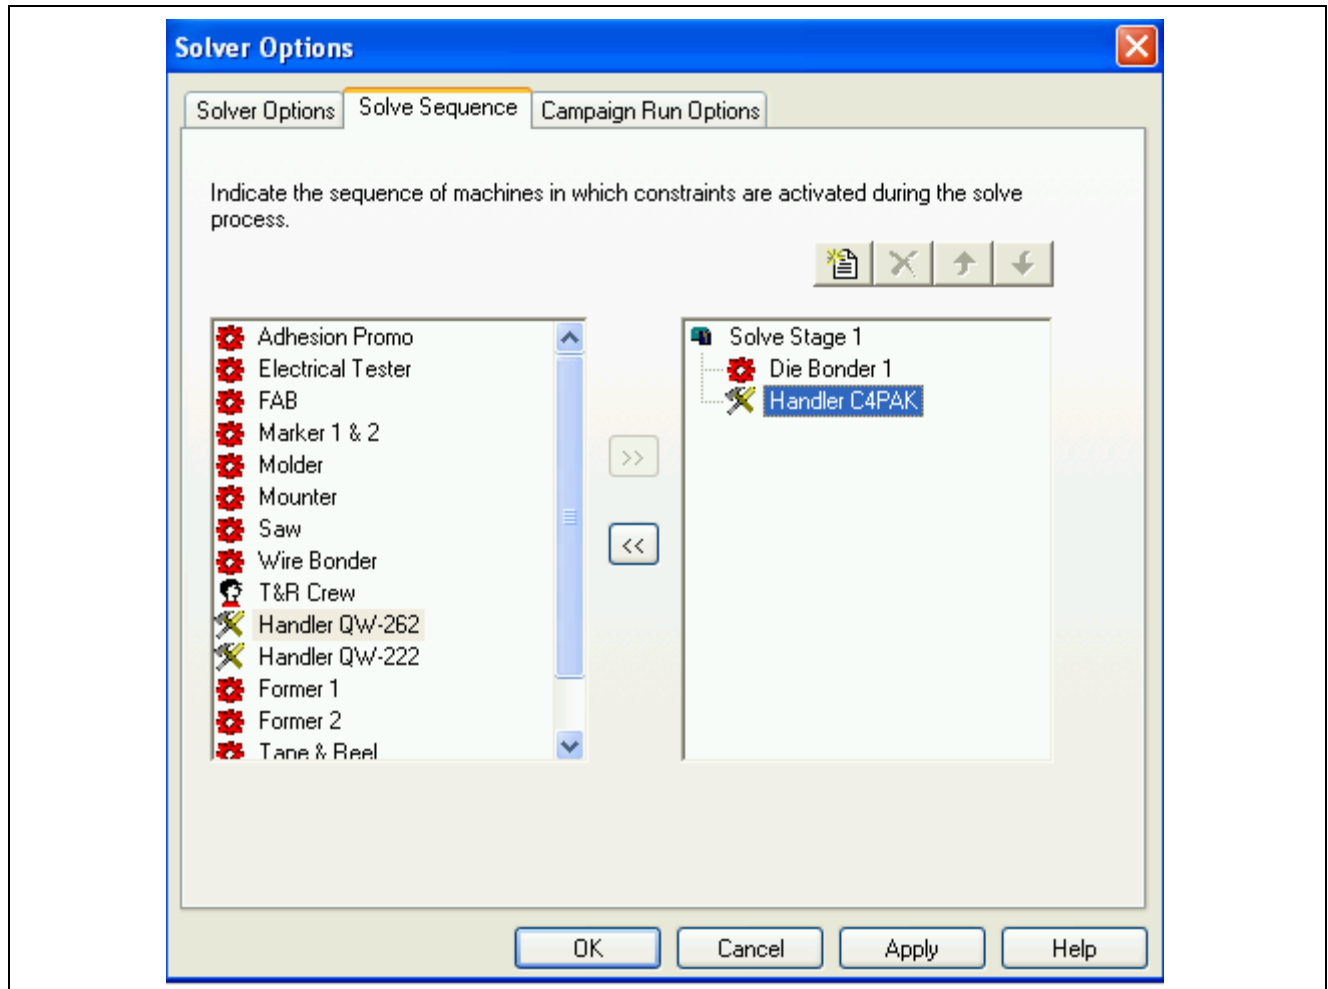 Solver Options
Solver Options
Solve Sequence
Campaign Run Options
Indicate the sequence of machines in which constraints are activated during the solve
process.
Adhesion Promo
Electrical Tester
FAB
Marker 1 & 2
Molder
Mounter
Saw
Wire Bonder
T&R Crew
Handler QW-262
Handler QW-222
Former 1
Former 2
Tape & Reel
>>
<<
Solve Stage 1
Die Bonder 1
Handler C4PAK
OK
Cancel
Apply
Help